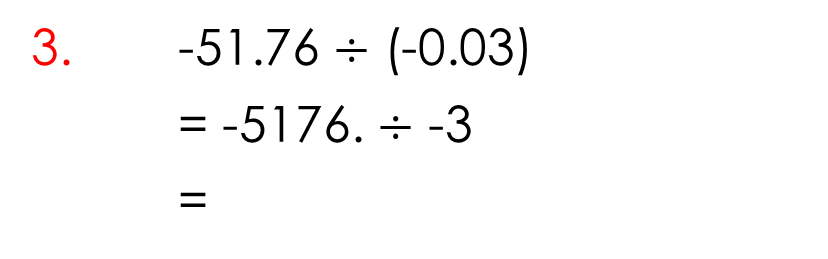 3. -51.76 ÷ (-0.03)
= -5176. ÷ -3
=